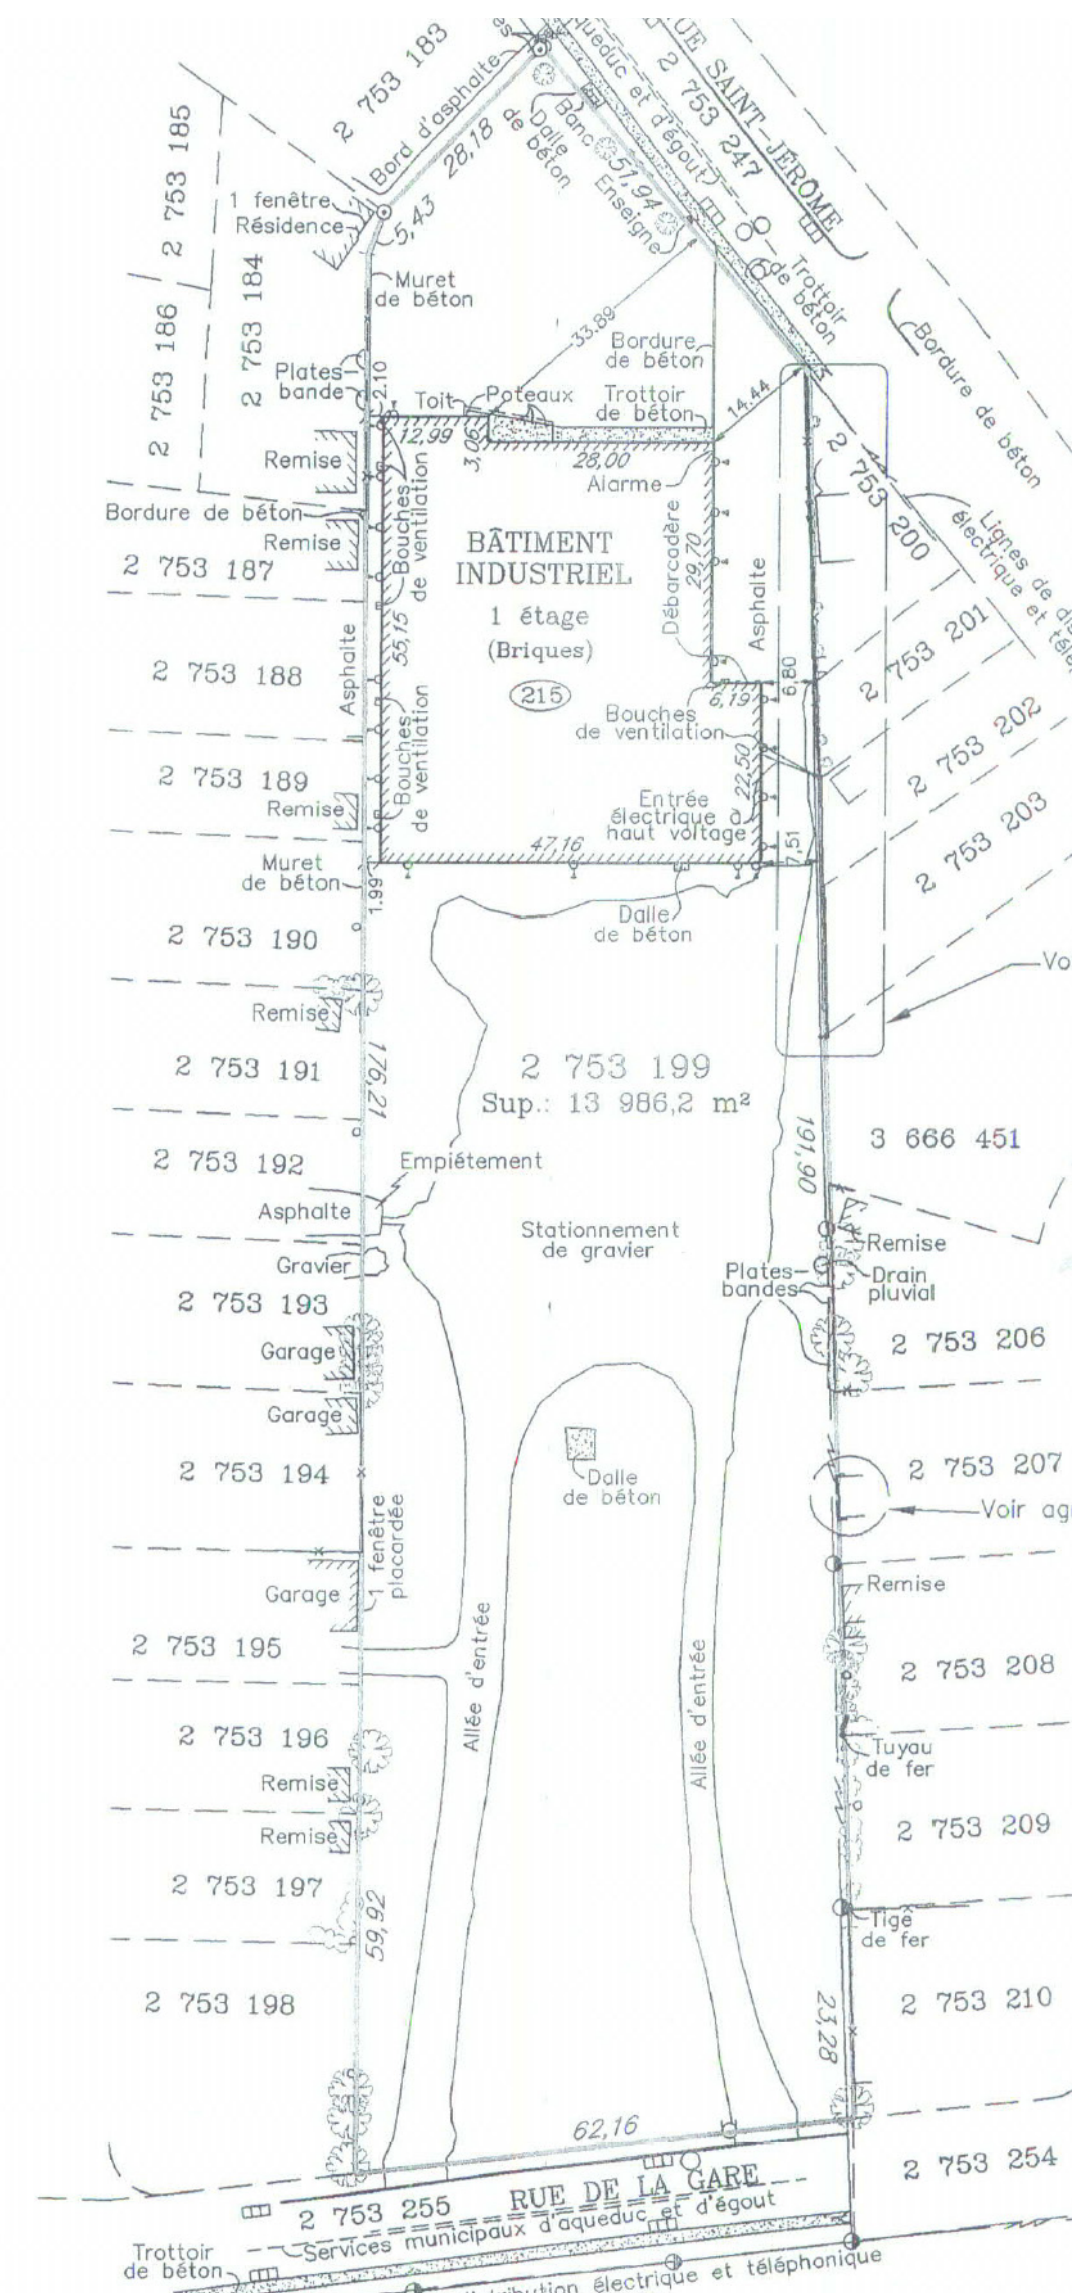 2 753 183
Bord d'asphalte
28,18
Banc
Dalle
de béton
51,94
Enseigne
queduc et d'égout
2 753 247
RUE SAINT-JÉRÔME
Trottoir
de béton
Bordure de béton
2 753 185
1 fenêtre
Résidence
5,43
Muret
de béton
2 753 184
2 753 186
33.89
Bordure
de béton
Plates
bande
2.10
Toit
Poteaux
Trottoir
de béton
14.44
12,99
3,05
28,00
Alarme
Remise
Bouches
de ventilation
2 753 200
Lignes de dis
électrique et télép
Bordure de béton
Remise
2 753 187
BÂTIMENT
INDUSTRIEL
1 étage
(Briques)
215
Débarcadère
29,70
Asphalte
2 753 201
55,15
Asphalte
2 753 188
6,80
6,19
Bouches
de ventilation
2 753 202
Bouches
de ventilation
2 753 189
Remise
22,50
Entrée
électrique à
haut voltage
7,51
2 753 203
47,16
Muret
de béton
1.99
Dalle
de béton
2 753 190
Vo
Remise
2 753 191
176,21
2 753 199
Sup.: 13 986,2 m²
191,90
3 666 451
2 753 192
Empiétement
Asphalte
Stationnement
de gravier
Remise
Gravier
Plates-
bandes
Drain
pluvial
2 753 193
2 753 206
Garage
Garage
2 753 194
Dalle
de béton
2 753 207
Voir agr
1 fenêtre
placardée
Garage
Remise
2 753 195
Allée d'entrée
Allée d'entrée
2 753 208
2 753 196
Tuyau
de fer
Remise
Remise
2 753 209
2 753 197
59,92
Tige
de fer
2 753 198
23,28
2 753 210
62,16
2 753 254
2 753 255 RUE DE LA GARE
Services municipaux d'aqueduc et d'égout
Trottoir
de béton
tribution électrique et téléphonique